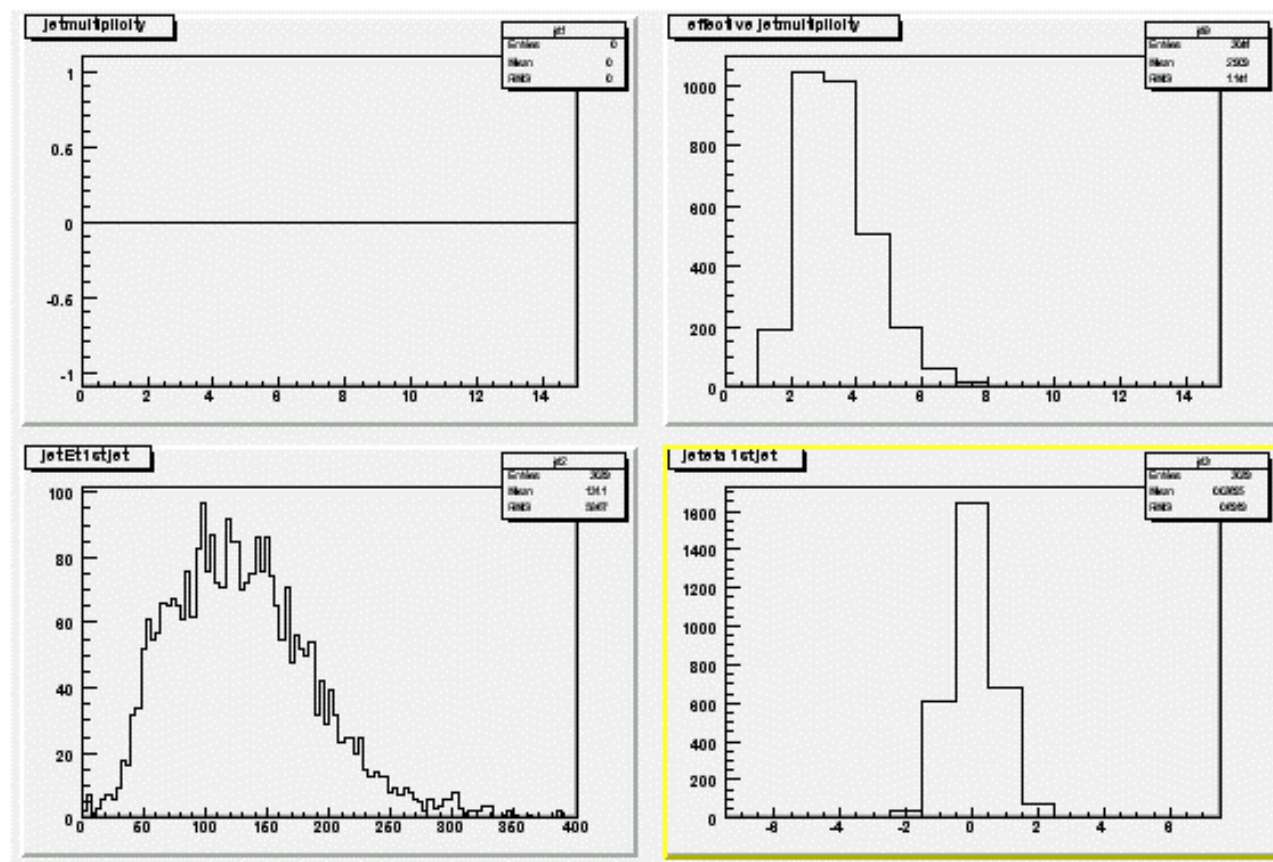 jetmultiplicity
jet1
Entries 0
Mean 0
RMS 0
1
0.5
0
-0.5
-1
0 2 4 6 8 10 12 14
effective jetmultiplicity
Entries
Mean
RMS
1000
800
600
400
200
0
0 2 4 6 8 10 12 14
jetEt1stjet
jet2
Entries 3029
Mean
RMS
100
80
60
40
20
0
0 50 100 150 200 250 300 350 400
jeteta 1stjet
jet3
Entries 3029
Mean
RMS
1600
1400
1200
1000
800
600
400
200
0
-6 -4 -2 0 2 4 6